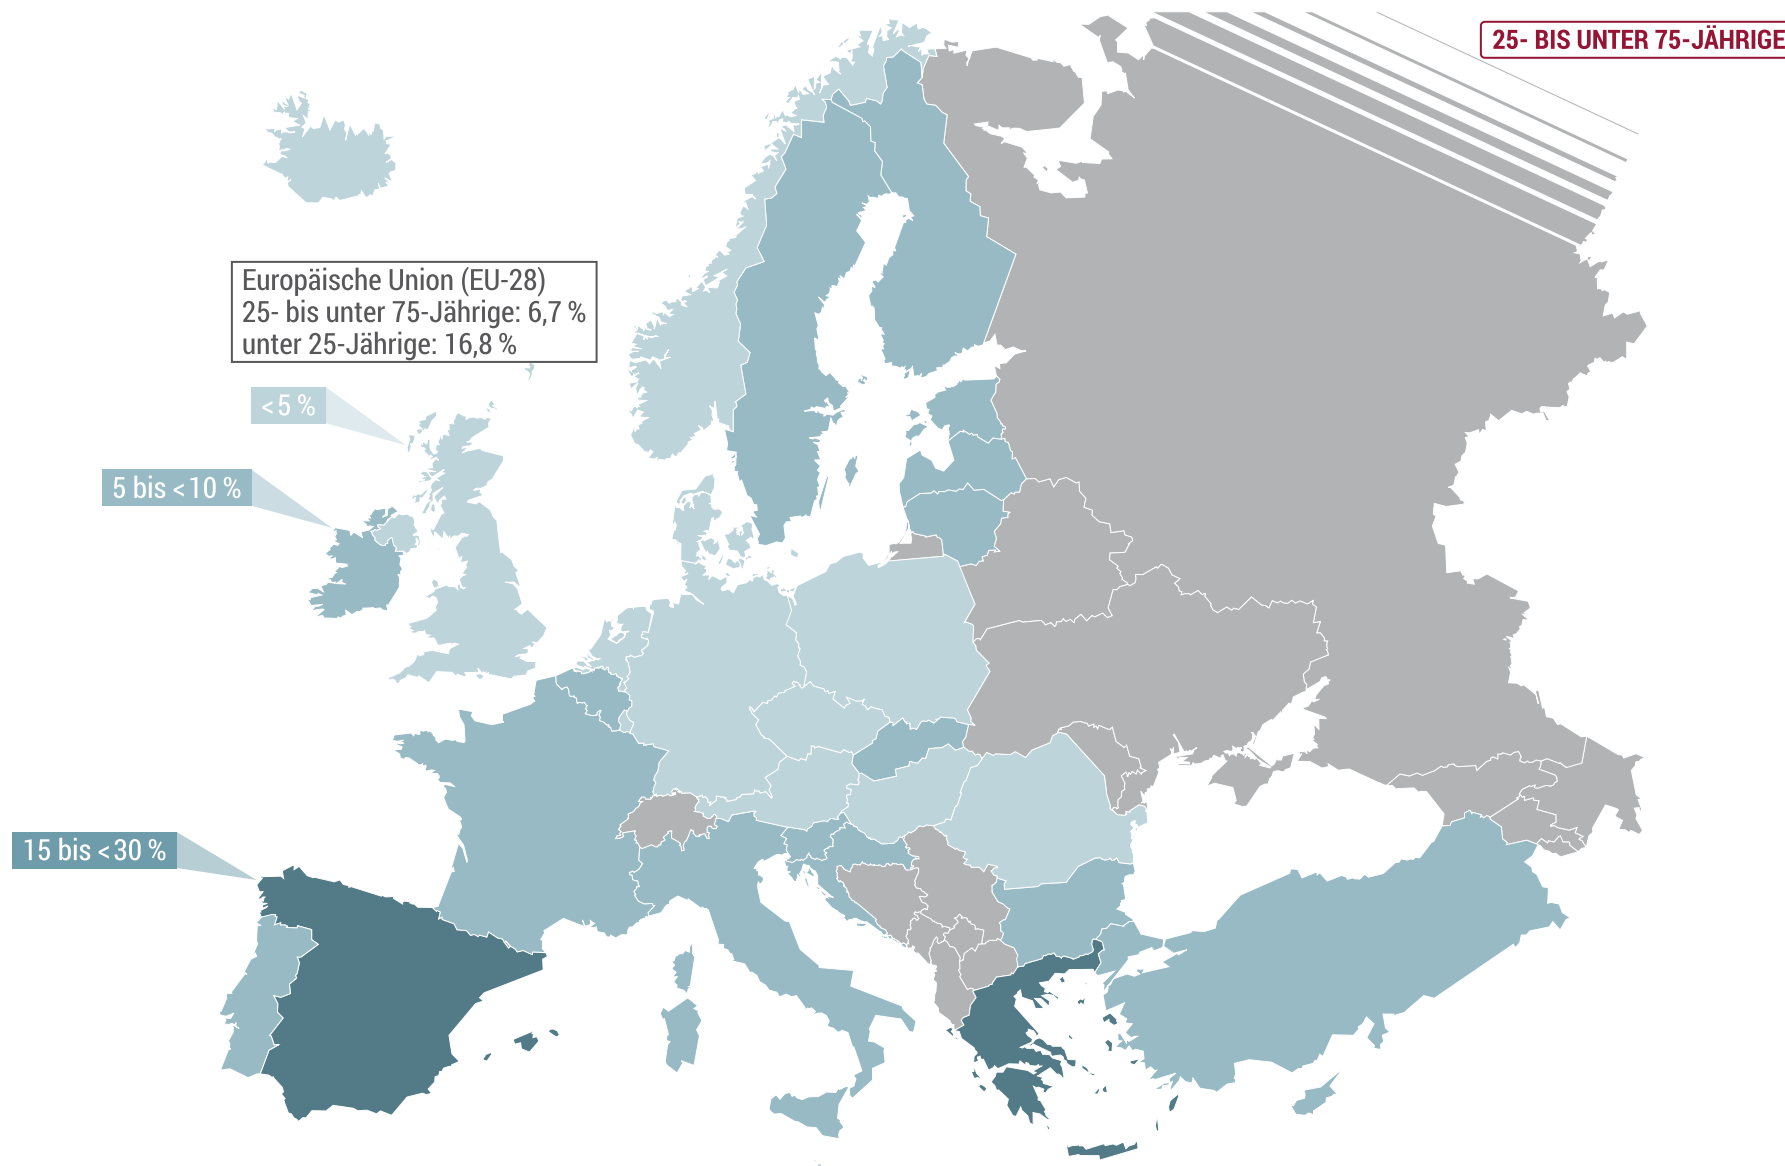 25- BIS UNTER 75-JÄHRIGE
Europäische Union (EU-28)
25- bis unter 75-Jährige: 6,7 %
unter 25-Jährige: 16,8 %
<5 %
5 bis <10 %
15 bis <30 %